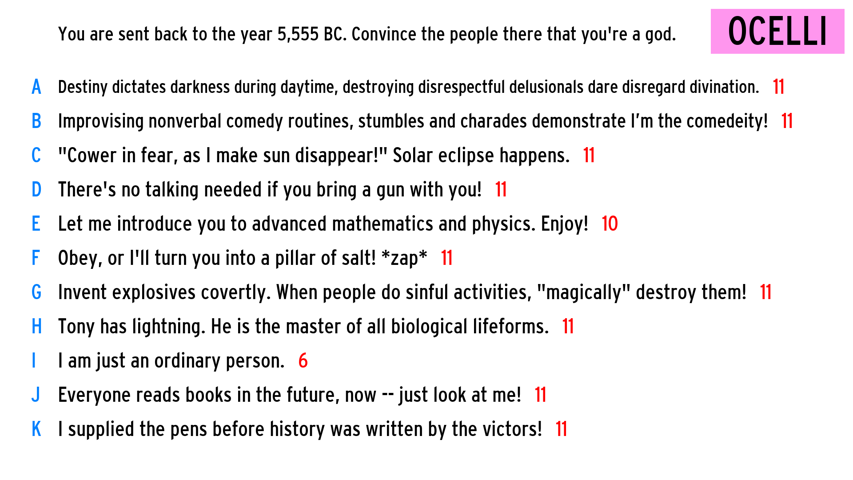 You are sent back to the year 5,555 BC. Convince the people there that you're a god.
OCELLI
A Destiny dictates darkness during daytime, destroying disrespectful delusionals dare disregard divination. 11
B Improvising nonverbal comedy routines, stumbles and charades demonstrate I’m the comedeity! 11
C "Cower in fear, as I make sun disappear!" Solar eclipse happens. 11
D There's no talking needed if you bring a gun with you! 11
E Let me introduce you to advanced mathematics and physics. Enjoy! 10
F Obey, or I'll turn you into a pillar of salt! *zap* 11
G Invent explosives covertly. When people do sinful activities, "magically" destroy them! 11
H Tony has lightning. He is the master of all biological lifeforms. 11
I I am just an ordinary person. 6
J Everyone reads books in the future, now -- just look at me! 11
K I supplied the pens before history was written by the victors! 11